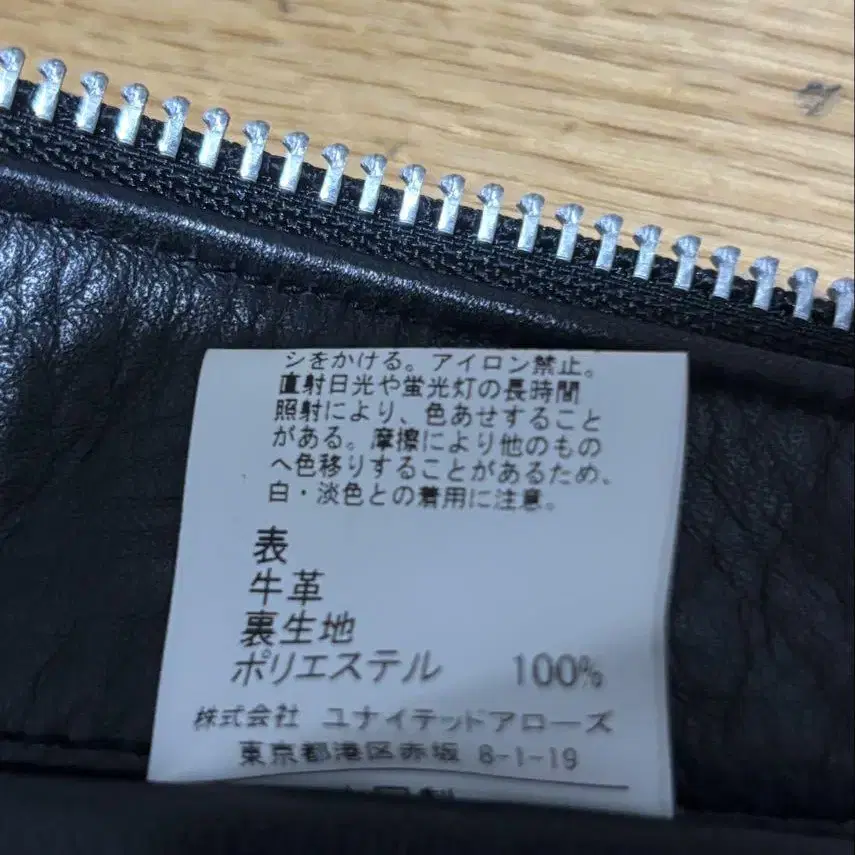 シをかける。アイロン禁止。
直射日光や蛍光灯の長時間
照射により、色あせすること
がある。摩擦により他のもの
へ色移りすることがあるため、
白・淡色との着用に注意。
表
牛革
裏生地
ポリエステル 100%
株式会社 ユナイテッドアローズ
東京都港区赤坂 8-1-19